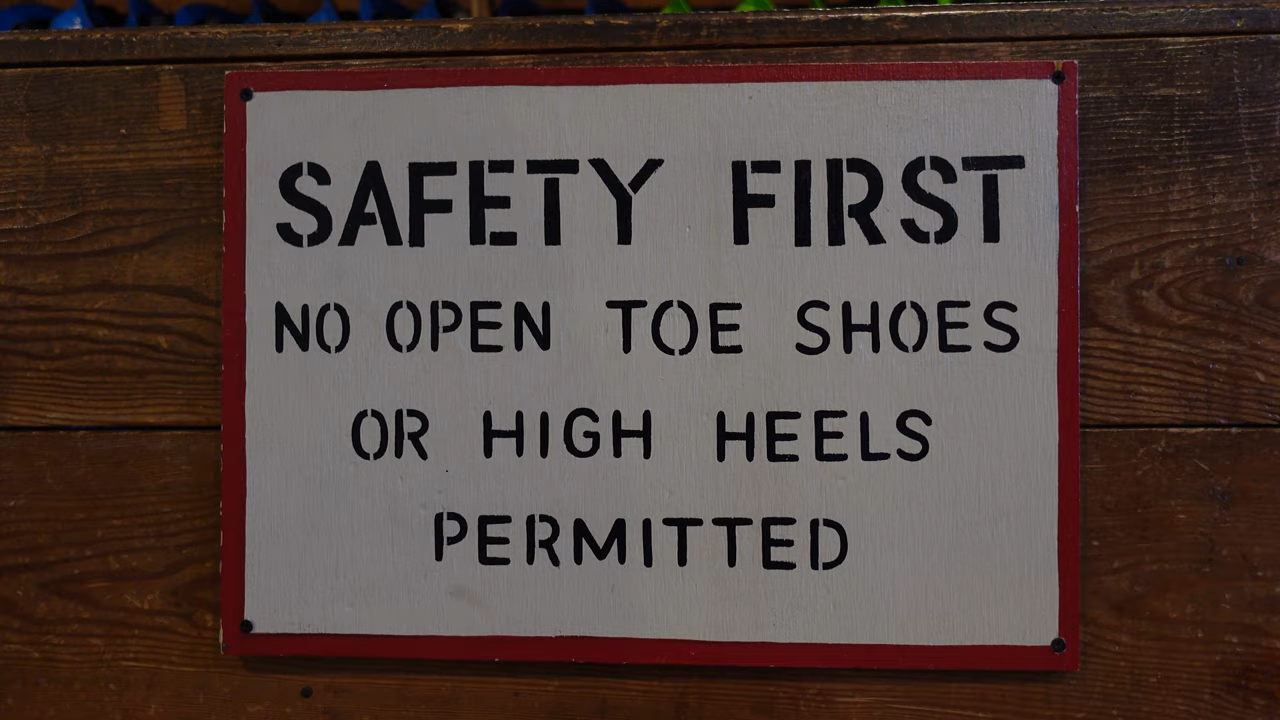 SAFETY FIRST
NO OPEN TOE SHOES
OR HIGH HEELS
PERMITTED